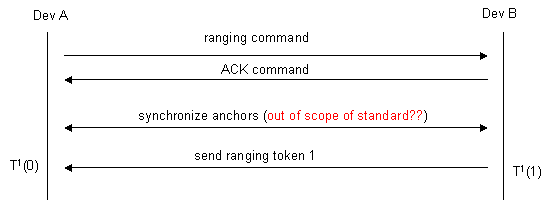 Dev A
Dev B
ranging command
ACK command
synchronize anchors (out of scope of standard??)
send ranging token 1
T¹(0)
T¹(1)